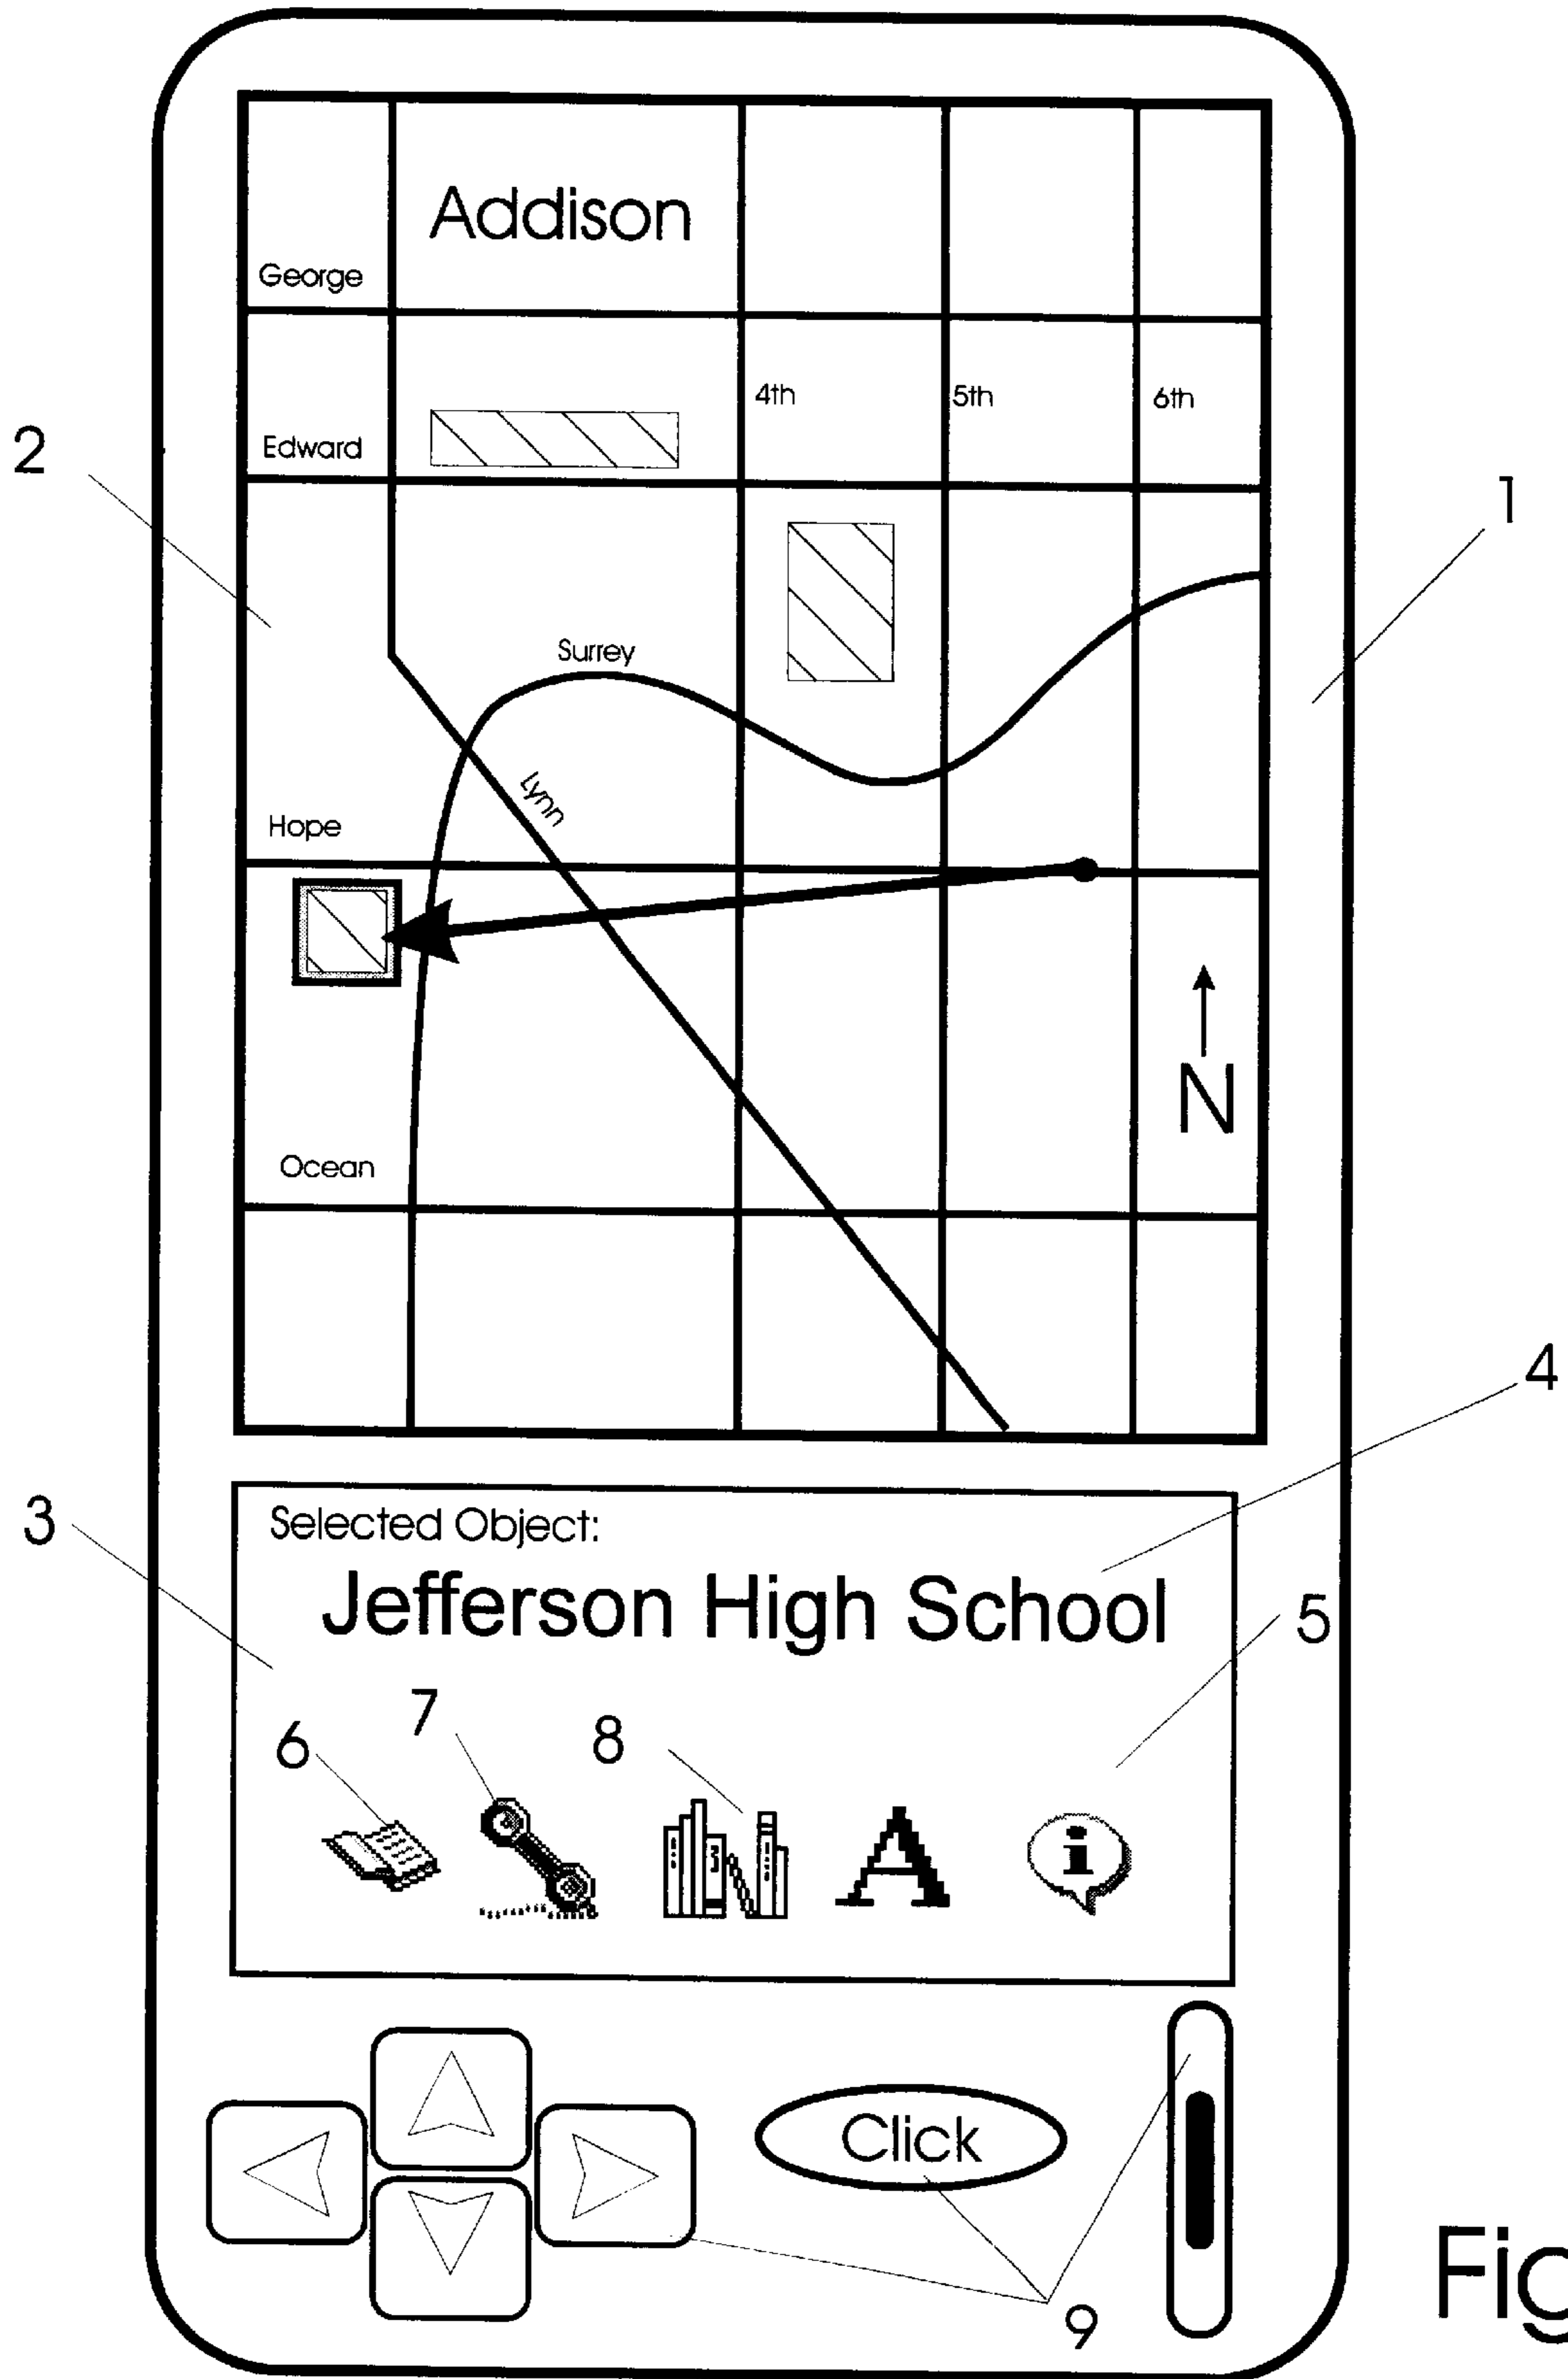 Addison
George
4th 5th 6th
Edward
2
1
Surrey
Lynn
Hope
N
Ocean
4
3
Selected Object:
Jefferson High School
5
7
6
8
A
i
Click
Fig
9